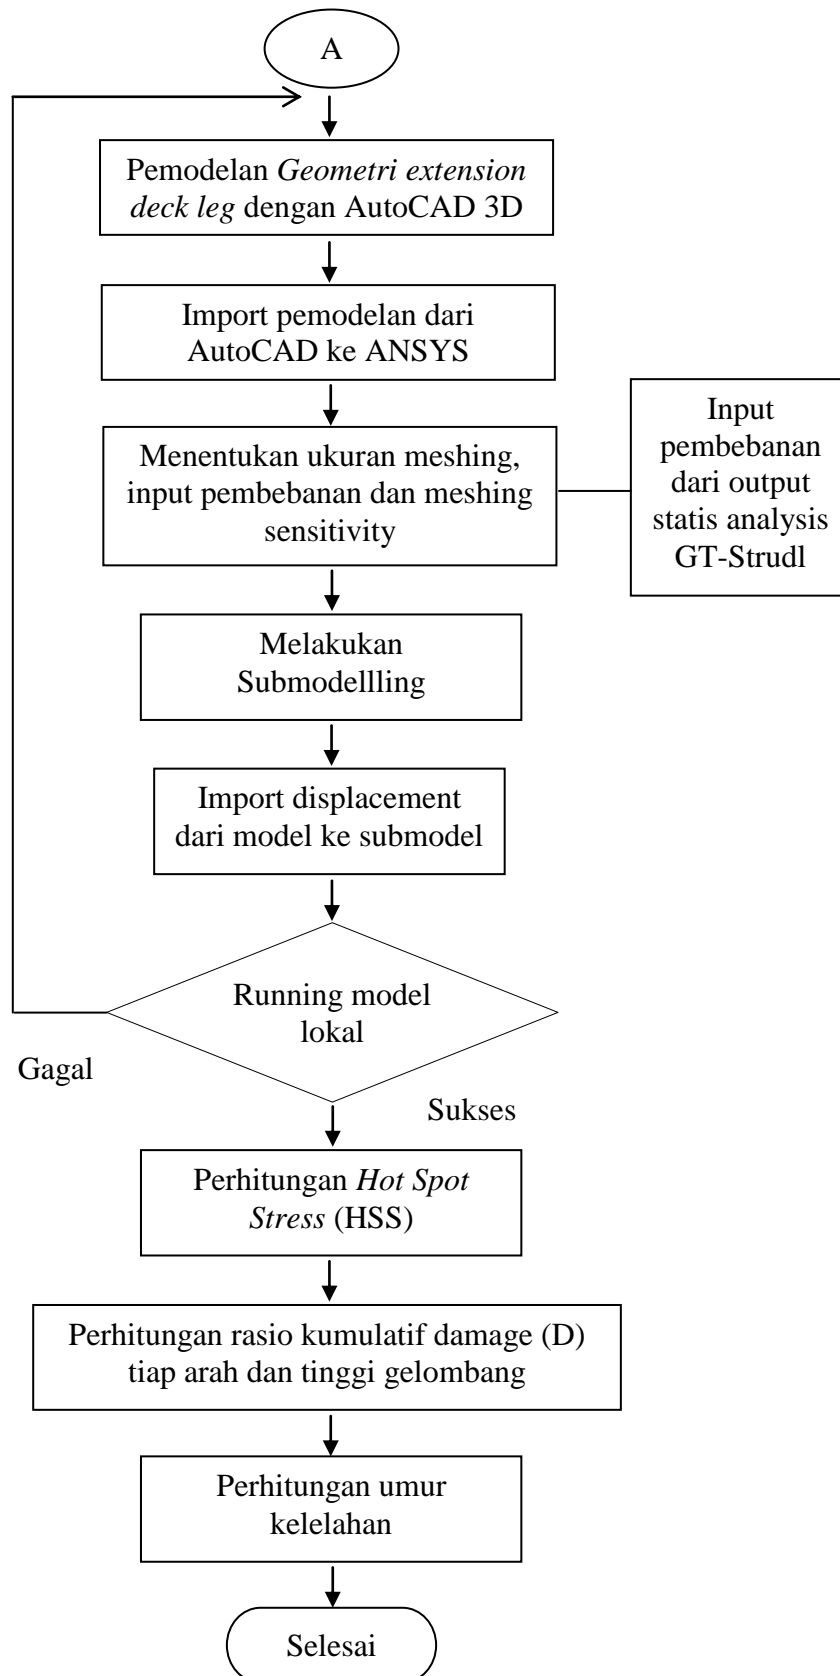 A
Pemodelan Geometri extension
deck leg dengan AutoCAD 3D
Import pemodelan dari
AutoCAD ke ANSYS
Menentukan ukuran meshing,
input pembebanan dan meshing
sensitivity
Input
pembebanan
dari output
statis analysis
GT-Strudl
Melakukan
Submodellling
Import displacement
dari model ke submodel
Running model
lokal
Gagal
Sukses
Perhitungan Hot Spot
Stress (HSS)
Perhitungan rasio kumulatif damage (D)
tiap arah dan tinggi gelombang
Perhitungan umur
kelelahan
Selesai